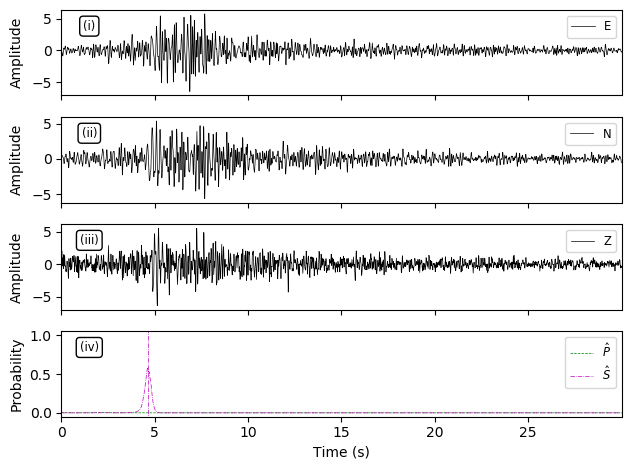 (i)
E
Amplitude
5
0
−5
(ii)
N
Amplitude
5
0
−5
(iii)
Z
Amplitude
5
0
−5
(iv)
P̂
Ŝ
Probability
1.0
0.5
0.0
0 5 10 15 20 25
Time (s)